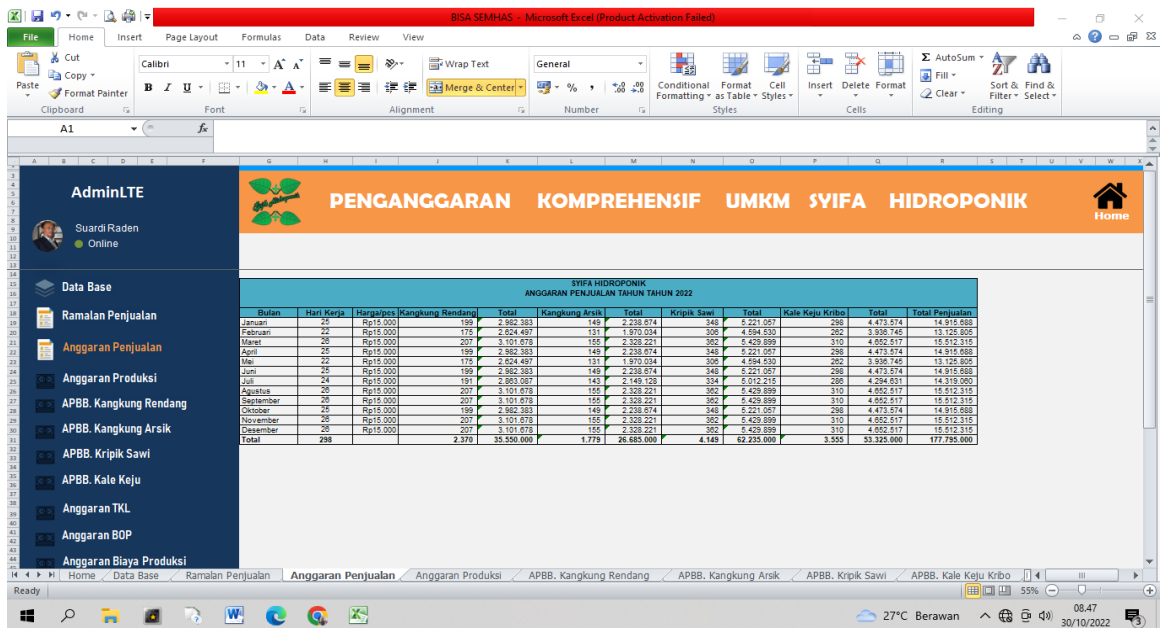 BISA SEMHAS - Microsoft Excel (Product Activation Failed)
File Home Insert Page Layout Formulas Data Review View
Paste
Cut
Copy
Format Painter
Clipboard
Calibri 11
B I U
Font
Wrap Text
Merge & Center
Alignment
General
Number
Conditional Formatting
Format as Table
Cell Styles
Styles
Insert Delete Format
Cells
AutoSum
Fill
Clear
Sort & Filter
Find & Select
Editing
A1 fx
A B C D E F G H I J K L M N O P Q R S T U V W X
AdminLTE
Suardi Raden
Online
PENGANGGARAN KOMPREHENSIF UMKM SYIFA HIDROPONIK
Home
Data Base
Ramalan Penjualan
Anggaran Penjualan
Anggaran Produksi
APBB. Kangkung Rendang
APBB. Kangkung Arsik
APBB. Kripik Sawi
APBB. Kale Keju
Anggaran TKL
Anggaran BOP
Anggaran Biaya Produksi
SYIFA HIDROPONIK
ANGGARAN PENJUALAN TAHUN TAHUN 2022
Bulan Hari Kerja Harga/pcs Kangkung Rendang Total Kangkung Arsik Total Kripik Sawi Total Kale Keju Kribo Total Total Penjualan
Januari 25 Rp15.000 199 2.982.383 149 2.238.674 348 5.221.057 298 4.473.574 14.915.688
Februari 22 Rp15.000 175 2.624.497 131 1.970.034 306 4.594.530 262 3.936.745 13.125.805
Maret 26 Rp15.000 207 3.101.678 155 2.328.221 362 5.429.899 310 4.652.517 15.512.315
April 25 Rp15.000 199 2.982.383 149 2.238.674 348 5.221.057 298 4.473.574 14.915.688
Mei 22 Rp15.000 175 2.624.497 131 1.970.034 306 4.594.530 262 3.936.745 13.125.805
Juni 25 Rp15.000 199 2.982.383 149 2.238.674 348 5.221.057 298 4.473.574 14.915.688
Juli 24 Rp15.000 191 2.863.087 143 2.149.128 334 5.012.215 286 4.294.631 14.319.060
Agustus 26 Rp15.000 207 3.101.678 155 2.328.221 362 5.429.899 310 4.652.517 15.512.315
September 26 Rp15.000 207 3.101.678 155 2.328.221 362 5.429.899 310 4.652.517 15.512.315
Oktober 25 Rp15.000 199 2.982.383 149 2.238.674 348 5.221.057 298 4.473.574 14.915.688
November 26 Rp15.000 207 3.101.678 155 2.328.221 362 5.429.899 310 4.652.517 15.512.315
Desember 26 Rp15.000 207 3.101.678 155 2.328.221 362 5.429.899 310 4.652.517 15.512.315
Total 298 2.370 35.550.000 1.779 26.685.000 4.149 62.235.000 3.555 53.325.000 177.795.000
Home Data Base Ramalan Penjualan Anggaran Penjualan Anggaran Produksi APBB. Kangkung Rendang APBB. Kangkung Arsik APBB. Kripik Sawi APBB. Kale Keju Kribo
Ready 55%
27°C Berawan 08.47
30/10/2022